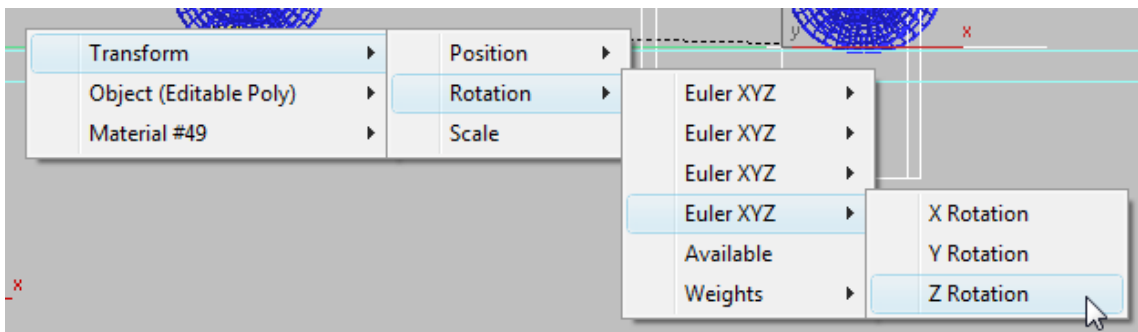 y
x
Transform
Object (Editable Poly)
Material #49
Position
Rotation
Scale
Euler XYZ
Euler XYZ
Euler XYZ
Euler XYZ
Available
Weights
X Rotation
Y Rotation
Z Rotation
x